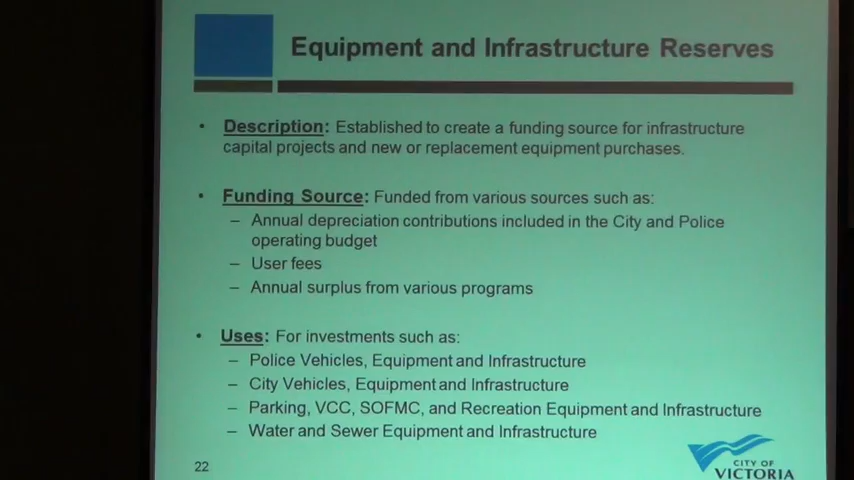 Equipment and Infrastructure Reserves
• Description: Established to create a funding source for infrastructure
capital projects and new or replacement equipment purchases.
• Funding Source: Funded from various sources such as:
– Annual depreciation contributions included in the City and Police
operating budget
– User fees
– Annual surplus from various programs
• Uses: For investments such as:
– Police Vehicles, Equipment and Infrastructure
– City Vehicles, Equipment and Infrastructure
– Parking, VCC, SOFMC, and Recreation Equipment and Infrastructure
– Water and Sewer Equipment and Infrastructure
22
CITY OF
VICTORIA